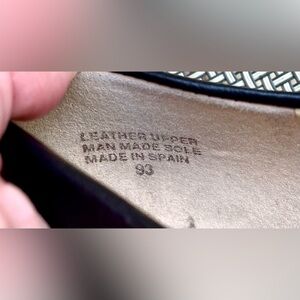 LEATHER UPPER
MAN MADE SOLE
MADE IN SPAIN
93